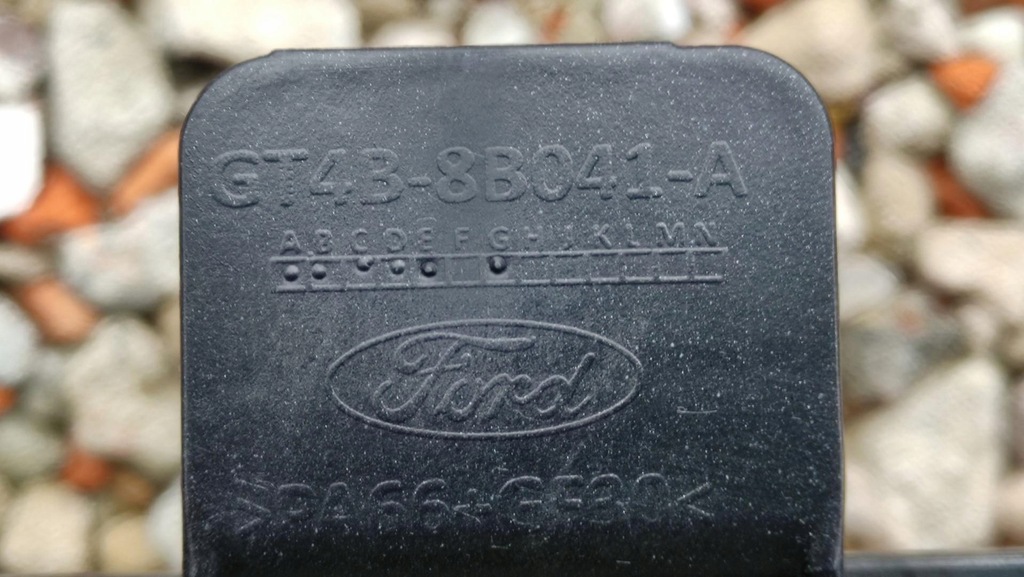 GT4B-8B041-A
A B C D E F G H J K L M N
Ford
>PA66+GF30<